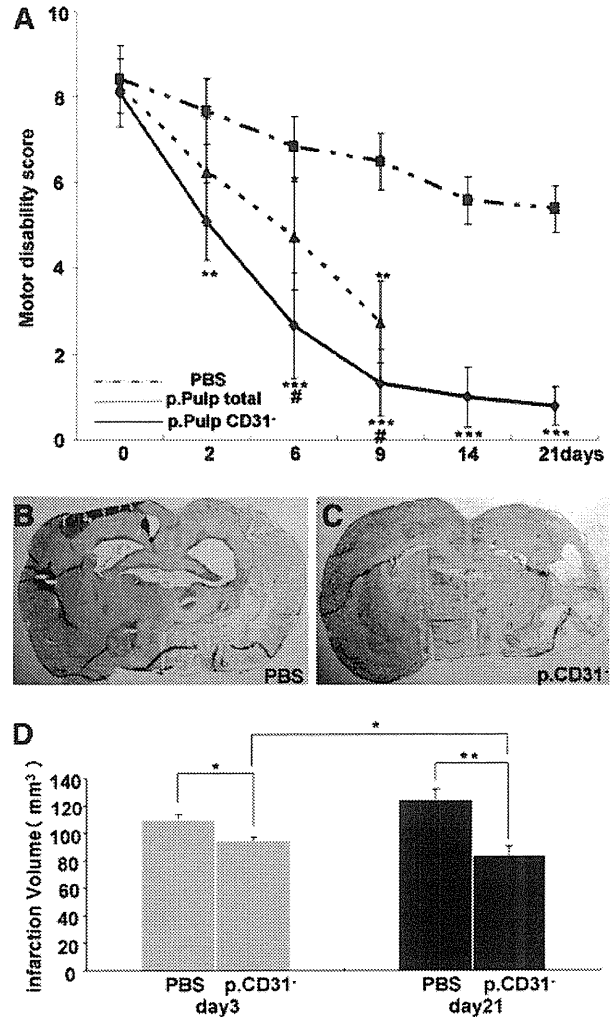 A
10
8
6
4
2
0
Motor disability score
*
**
**
***
#
***
#
***
***
PBS
p.Pulp total
p.Pulp CD31-
0 2 6 9 14 21days
B
PBS
C
p.CD31-
D
140
120
100
80
60
40
20
0
infarction Volume ( mm³ )
*
*
**
PBS p.CD31- PBS p.CD31-
day3 day21